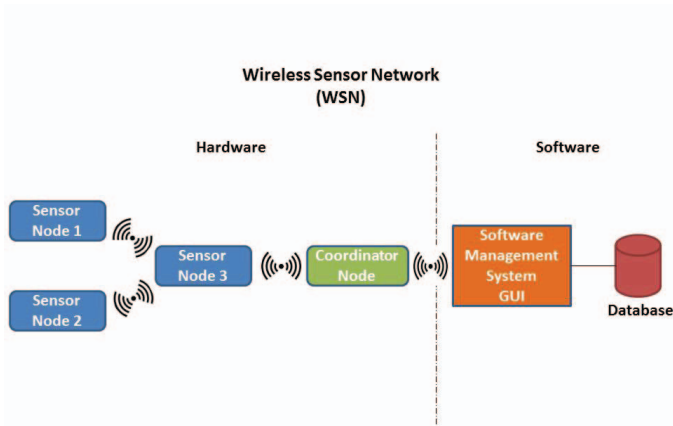 Wireless Sensor Network
(WSN)
Hardware
Software
Sensor
Node 1
Sensor
Node 2
Sensor
Node 3
Coordinator
Node
Software
Management
System
GUI
Database